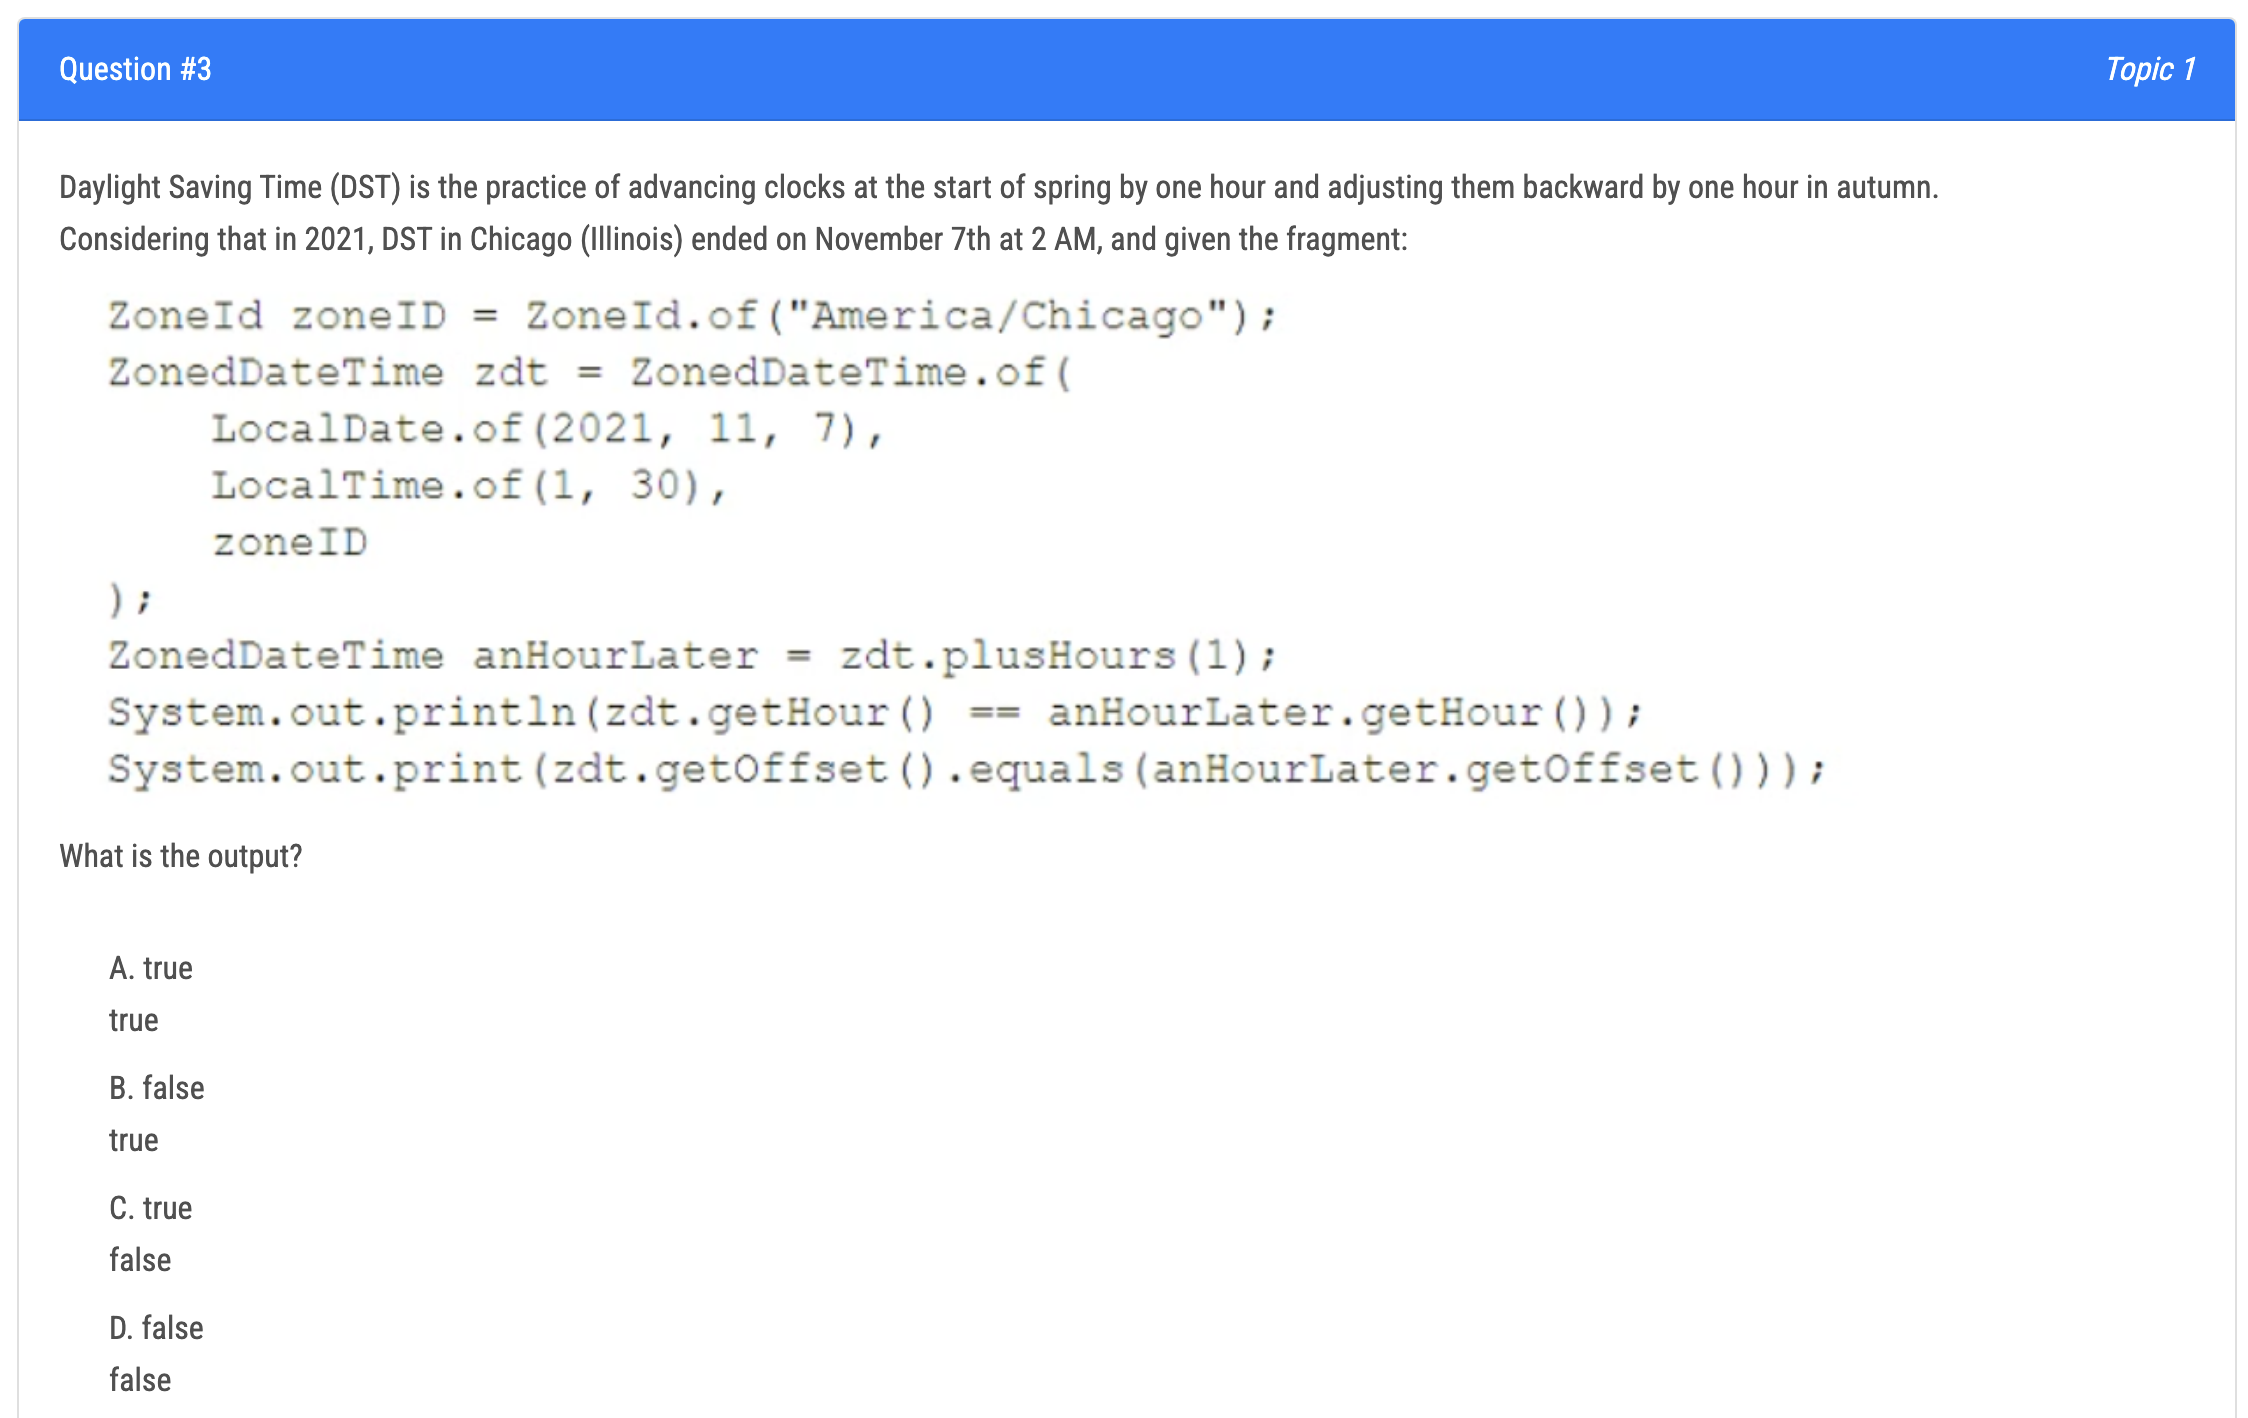 Question #3
Topic 1
Daylight Saving Time (DST) is the practice of advancing clocks at the start of spring by one hour and adjusting them backward by one hour in autumn.
Considering that in 2021, DST in Chicago (Illinois) ended on November 7th at 2 AM, and given the fragment:
ZoneId zoneID = ZoneId.of("America/Chicago");
ZonedDateTime zdt = ZonedDateTime.of(
     LocalDate.of(2021, 11, 7),
     LocalTime.of(1, 30),
     zoneID
);
ZonedDateTime anHourLater = zdt.plusHours(1);
System.out.println(zdt.getHour() == anHourLater.getHour());
System.out.print(zdt.getOffset().equals(anHourLater.getOffset()));
What is the output?
A. true
true
B. false
true
C. true
false
D. false
false